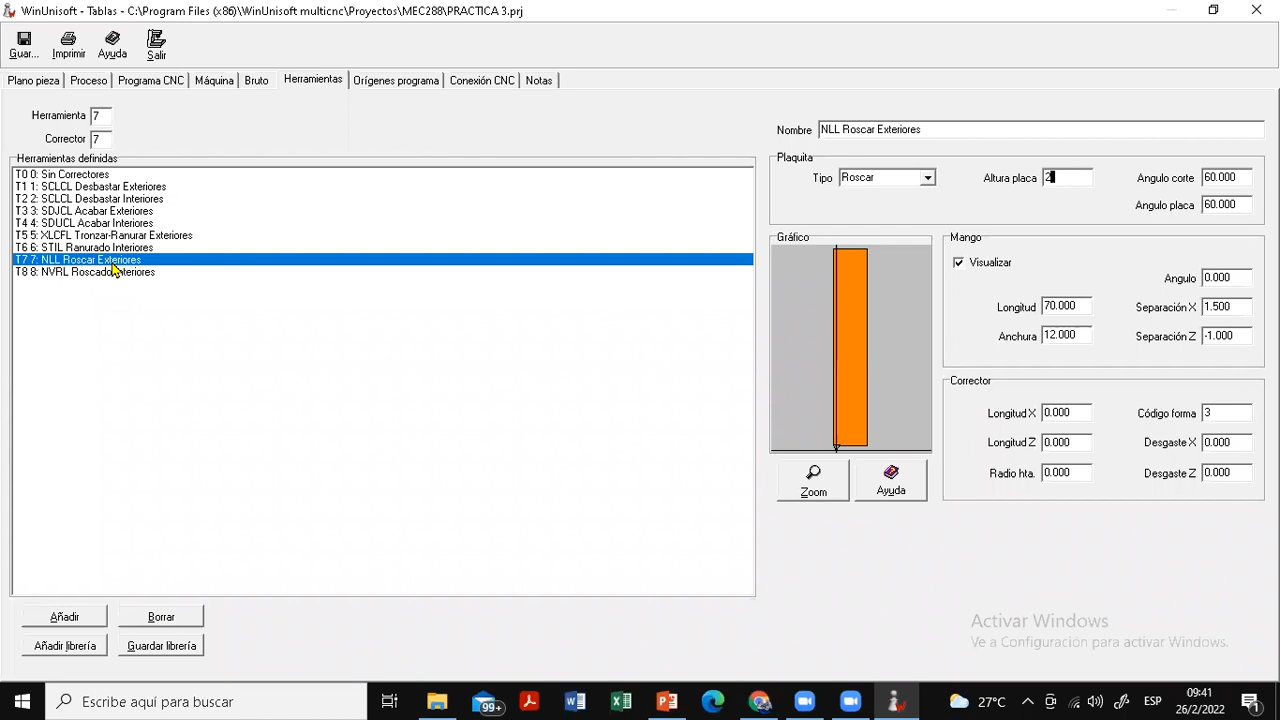 WinUnisoft - Tablas - C:\Program Files (x86)\WinUnisoft multicnc\Proyectos\MEC288\PRACTICA 3.prj
Guar... Imprimir Ayuda Salir
Plano pieza Proceso Programa CNC Máquina Bruto Herramientas Orígenes programa Conexión CNC Notas
Herramienta 7
Corrector 7
Herramientas definidas
T0 0: Sin Correctores
T1 1: SCLCL Desbastar Exteriores
T2 2: SCLCL Desbastar Interiores
T3 3: SDUCL Acabar Exteriores
T4 4: SDUCL Acabar Interiores
T5 5: XLCFL Tronzar-Ranurar Exteriores
T6 6: STIL Ranurado Interiores
T7 7: NLL Roscar Exteriores
T8 8: NVRL Roscado Interiores
Añadir Borrar
Añadir librería Guardar librería
Nombre NLL Roscar Exteriores
Plaquita
Tipo Roscar Altura placa 2 Angulo corte 60.000
Angulo placa 60.000
Gráfico
Zoom Ayuda
Mango
Visualizar
Angulo 0.000
Longitud 70.000 Separación X 1.500
Anchura 12.000 Separación Z -1.000
Corrector
Longitud X 0.000 Código forma 3
Longitud Z 0.000 Desgaste X 0.000
Radio hta. 0.000 Desgaste Z 0.000
Activar Windows
Ve a Configuración para activar Windows.
Escribe aquí para buscar
99+
27°C
ESP
09:41
26/2/2022
1